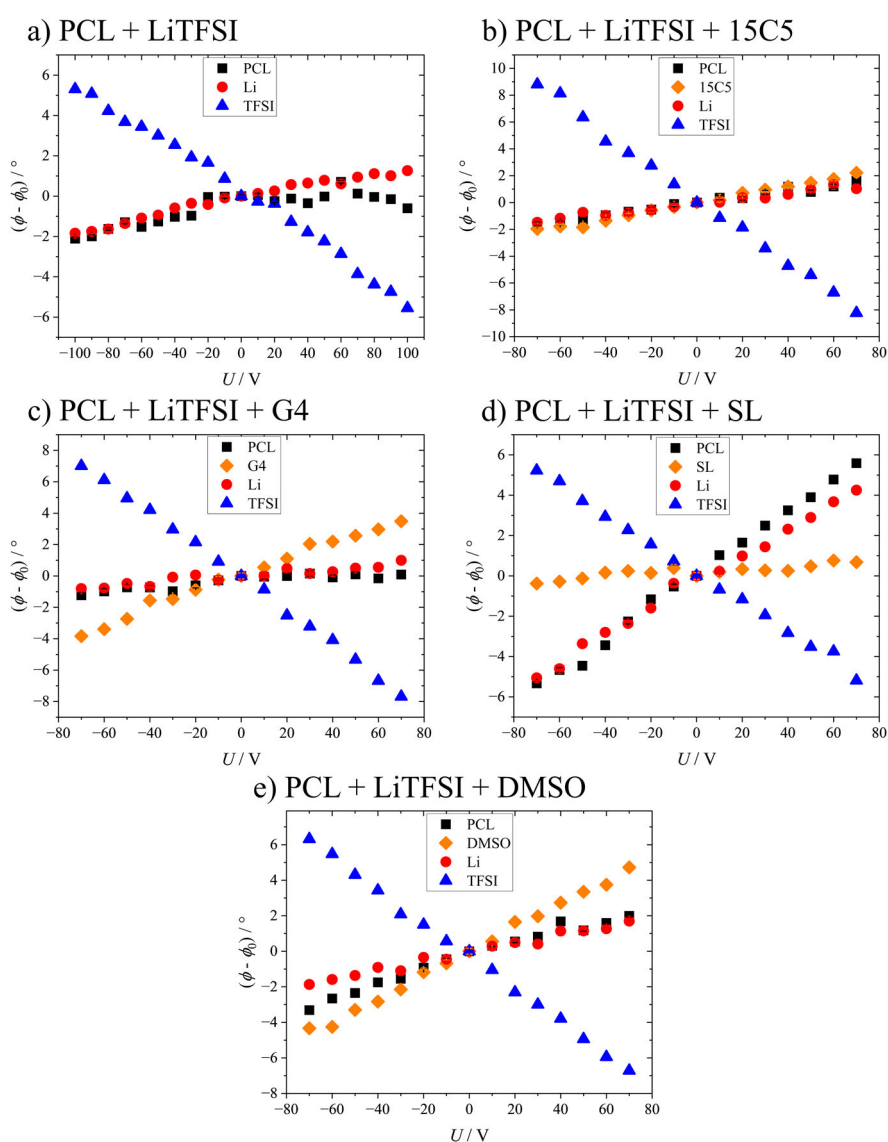 a) PCL + LiTFSI
PCL
Li
TFSI
6
4
2
0
−2
−4
−6
(ϕ - ϕ0) / °
−100 −80 −60 −40 −20 0 20 40 60 80 100
U / V
b) PCL + LiTFSI + 15C5
PCL
15C5
Li
TFSI
10
8
6
4
2
0
−2
−4
−6
−8
−10
(ϕ - ϕ0) / °
−80 −60 −40 −20 0 20 40 60 80
U / V
c) PCL + LiTFSI + G4
PCL
G4
Li
TFSI
8
6
4
2
0
−2
−4
−6
−8
(ϕ - ϕ0) / °
−80 −60 −40 −20 0 20 40 60 80
U / V
d) PCL + LiTFSI + SL
PCL
SL
Li
TFSI
6
4
2
0
−2
−4
−6
(ϕ - ϕ0) / °
−80 −60 −40 −20 0 20 40 60 80
U / V
e) PCL + LiTFSI + DMSO
PCL
DMSO
Li
TFSI
6
4
2
0
−2
−4
−6
−8
(ϕ - ϕ0) / °
−80 −60 −40 −20 0 20 40 60 80
U / V